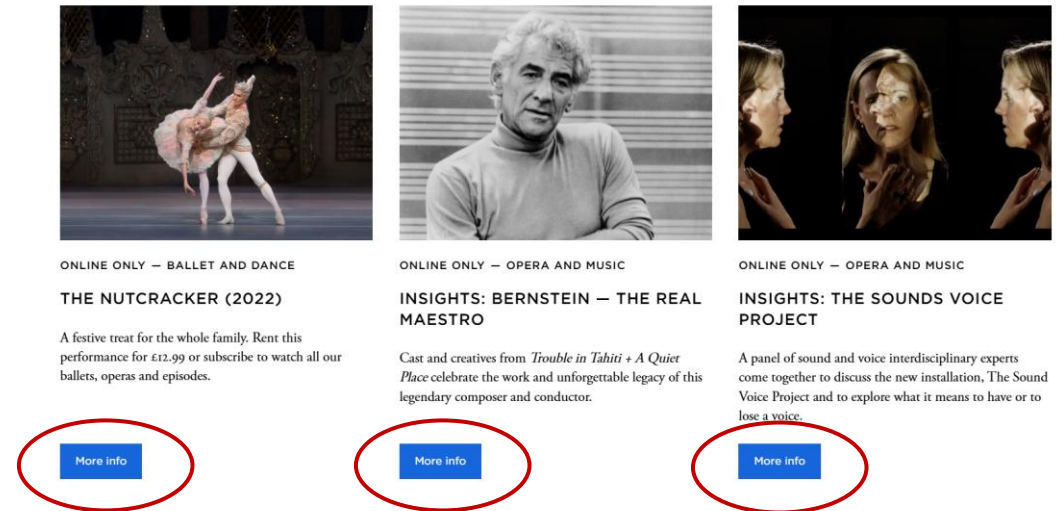 ONLINE ONLY — BALLET AND DANCE
THE NUTCRACKER (2022)
A festive treat for the whole family. Rent this
performance for £12.99 or subscribe to watch all our
ballets, operas and episodes.
More info
ONLINE ONLY — OPERA AND MUSIC
INSIGHTS: BERNSTEIN — THE REAL
MAESTRO
Cast and creatives from Trouble in Tahiti + A Quiet
Place celebrate the work and unforgettable legacy of this
legendary composer and conductor.
More info
ONLINE ONLY — OPERA AND MUSIC
INSIGHTS: THE SOUNDS VOICE
PROJECT
A panel of sound and voice interdisciplinary experts
come together to discuss the new installation, The Sound
Voice Project and to explore what it means to have or to
lose a voice.
More info